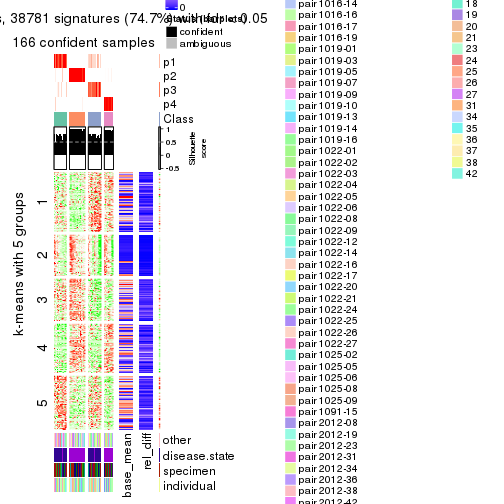 0
, 38781 signatures (74.7%) with fdr < 0.05
confident
166 confident samples
ambiguous
p1
p2
p3
p4
Class
1
0.5
0
-0.5
Silhouette
score
k-means with 5 groups
1
2
3
4
5
other
disease.state
specimen
individual
base_mean
rel_diff
pair1016-14
pair1016-16
pair1016-17
pair1016-19
pair1019-01
pair1019-03
pair1019-05
pair1019-07
pair1019-09
pair1019-10
pair1019-13
pair1019-14
pair1019-16
pair1022-01
pair1022-02
pair1022-03
pair1022-04
pair1022-05
pair1022-06
pair1022-08
pair1022-09
pair1022-12
pair1022-14
pair1022-16
pair1022-17
pair1022-20
pair1022-21
pair1022-24
pair1022-25
pair1022-26
pair1022-27
pair1025-02
pair1025-05
pair1025-06
pair1025-08
pair1025-09
pair1091-15
pair2012-08
pair2012-19
pair2012-23
pair2012-31
pair2012-34
pair2012-36
pair2012-38
pair2012-42
18
19
20
21
23
24
25
26
27
31
34
35
36
37
38
42